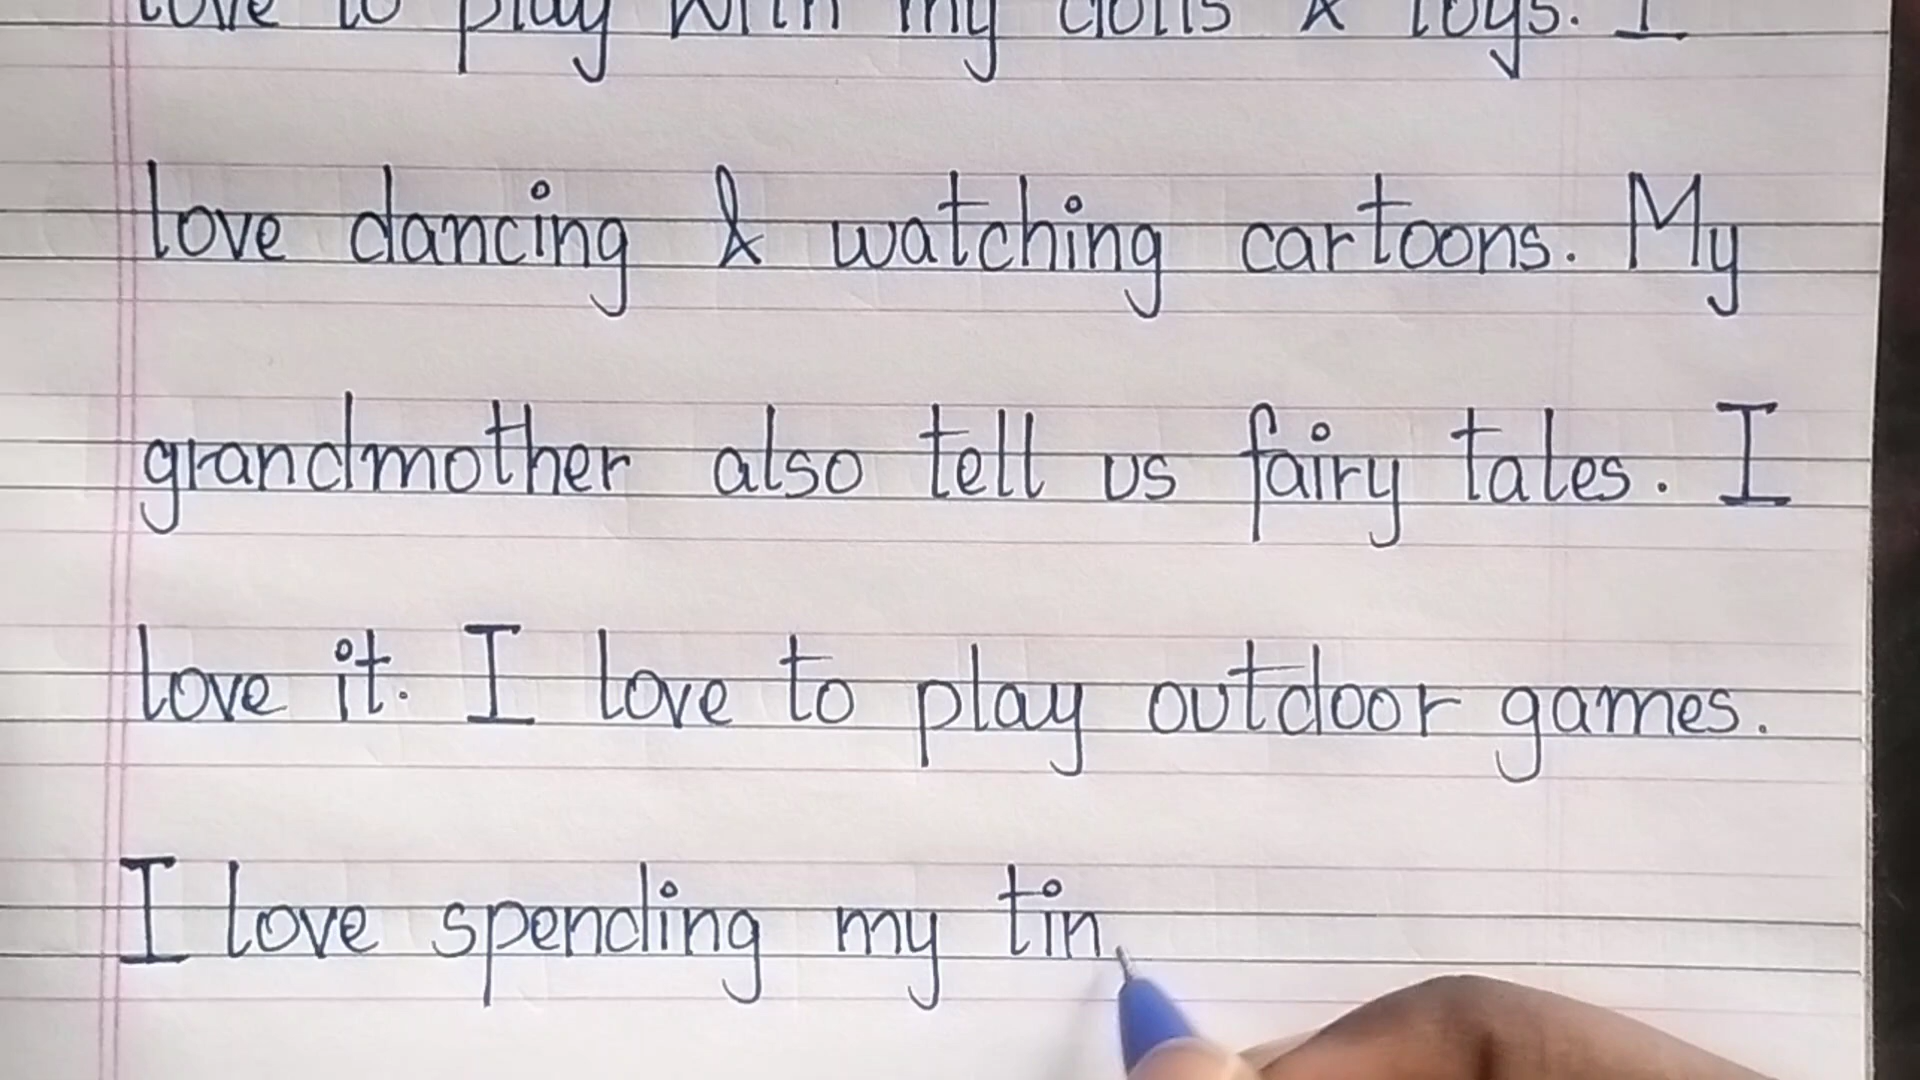 love to play with my dolls & toys. I
love dancing & watching cartoons. My
grandmother also tell us fairy tales. I
love it. I love to play outdoor games.
I love spending my tin